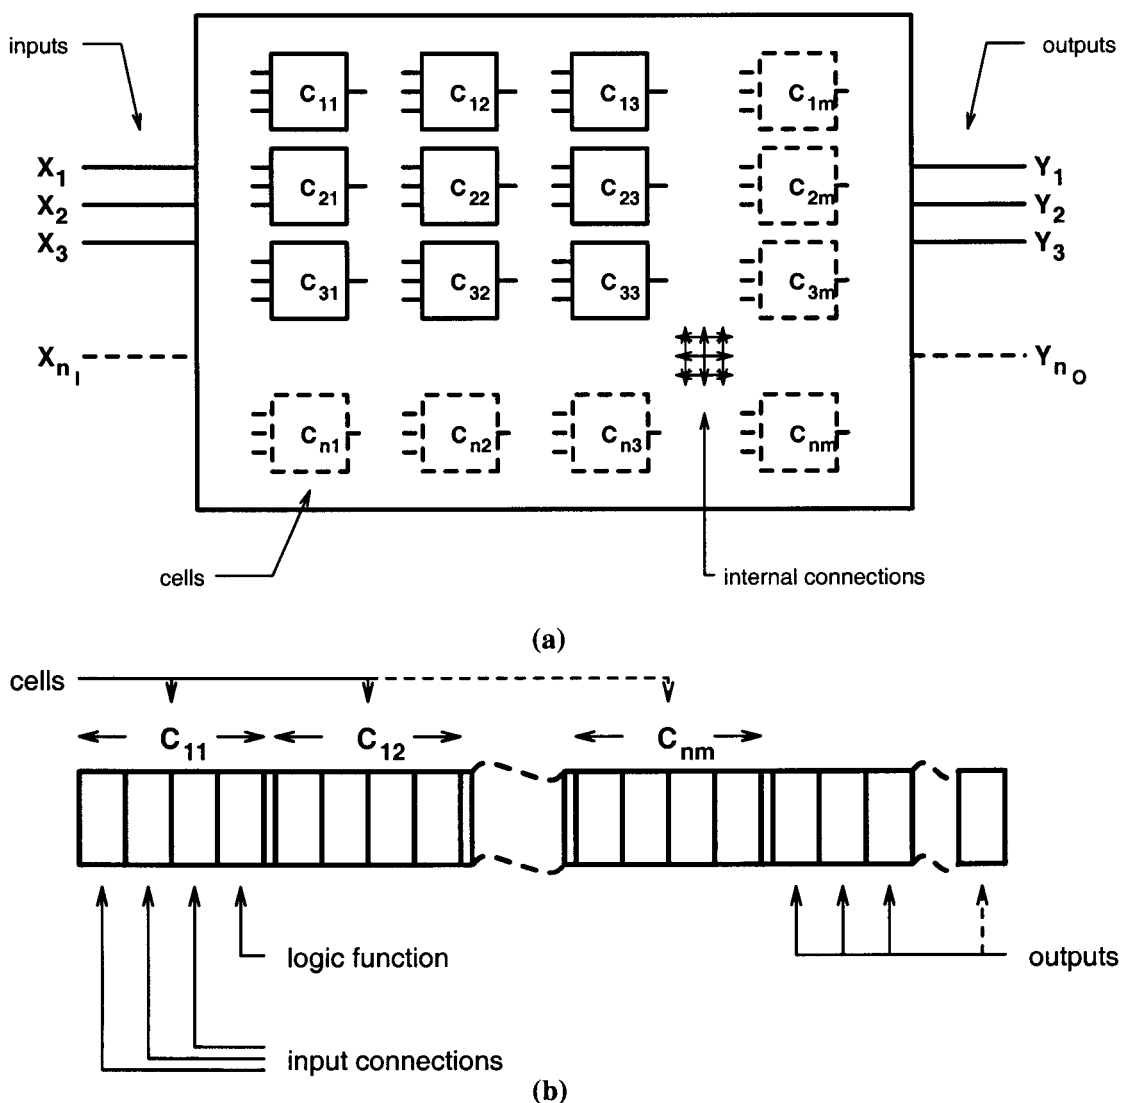 inputs
outputs
C11 C12 C13 C1m
X1 C21 C22 C23 C2m Y1
X2 Y2
X3 C31 C32 C33 C3m Y3
XnI YnO
Cn1 Cn2 Cn3 Cnm
cells
internal connections
(a)
cells
C11 C12 Cnm
logic function
outputs
input connections
(b)